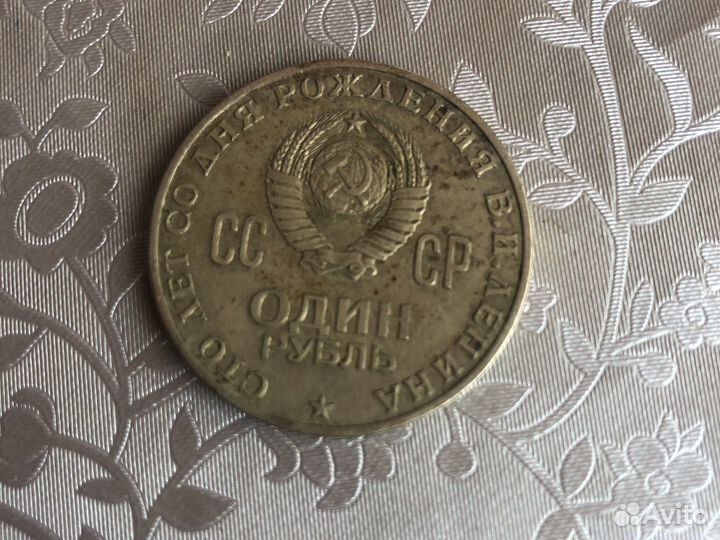 СТО ЛЕТ СО ДНЯ РОЖДЕНИЯ В.И.ЛЕНИНА
СС СР
ОДИН
РУБЛЬ
Avito